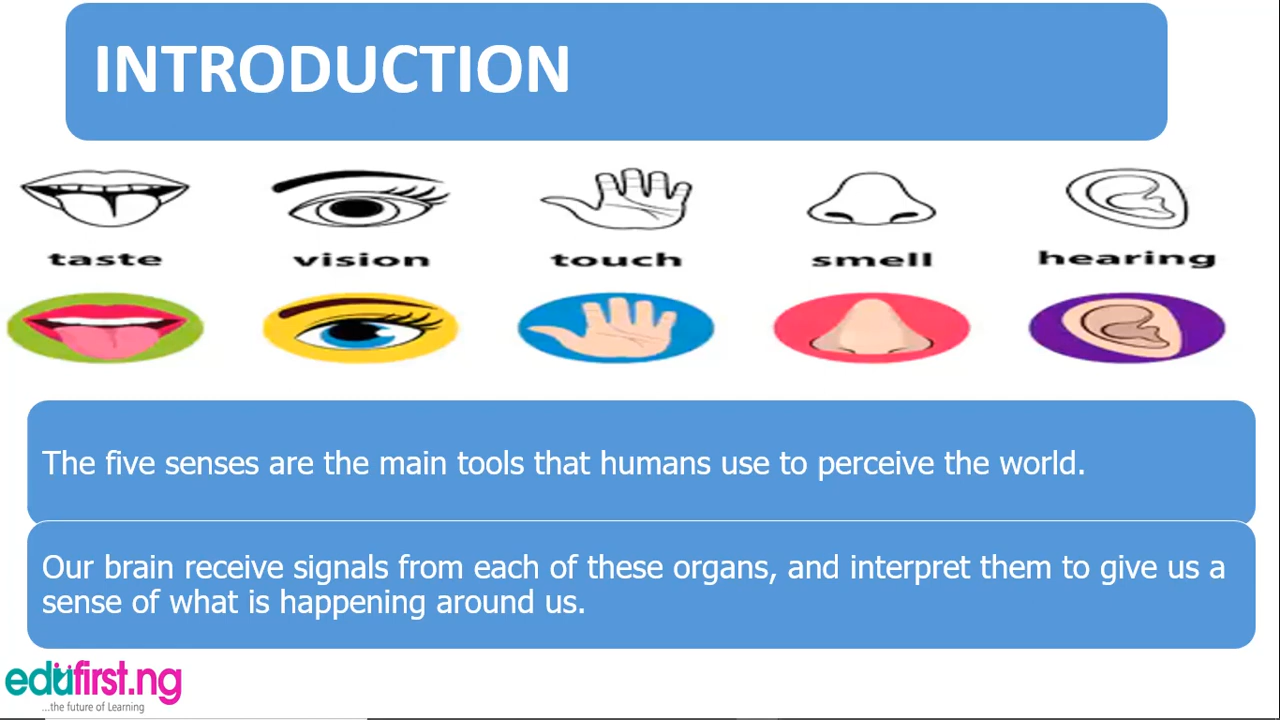 INTRODUCTION
taste vision touch smell hearing
The five senses are the main tools that humans use to perceive the world.
Our brain receive signals from each of these organs, and interpret them to give us a
sense of what is happening around us.
edufirst.ng
...the future of Learning